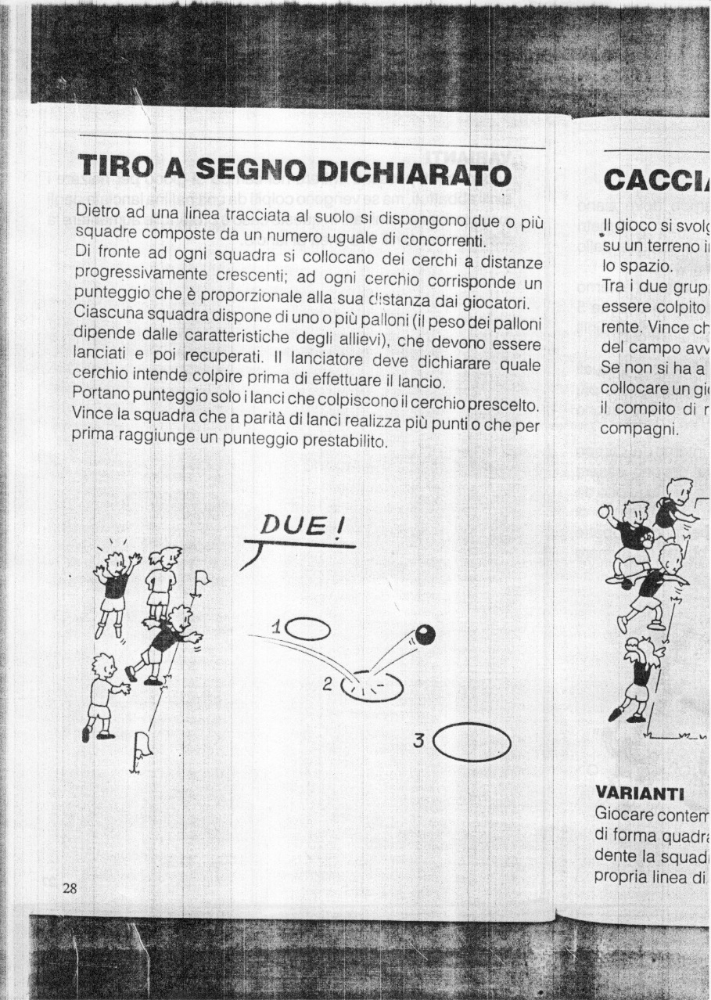 TIRO A SEGNO DICHIARATO
Dietro ad una linea tracciata al suolo si dispongono due o più
squadre composte da un numero uguale di concorrenti.
Di fronte ad ogni squadra si collocano dei cerchi a distanze
progressivamente crescenti; ad ogni cerchio corrisponde un
punteggio che è proporzionale alla sua distanza dai giocatori.
Ciascuna squadra dispone di uno o più palloni (il peso dei palloni
dipende dalle caratteristiche degli allievi), che devono essere
lanciati e poi recuperati. Il lanciatore deve dichiarare quale
cerchio intende colpire prima di effettuare il lancio.
Portano punteggio solo i lanci che colpiscono il cerchio prescelto.
Vince la squadra che a parità di lanci realizza più punti o che per
prima raggiunge un punteggio prestabilito.
DUE!
1
2
3
28
CACCIA
Il gioco si svolg
su un terreno i
lo spazio.
Tra i due grup
essere colpito
rente. Vince ch
del campo avv
Se non si ha a
collocare un gio
il compito di r
compagni.
VARIANTI
Giocare contem
di forma quadra
dente la squad
propria linea di